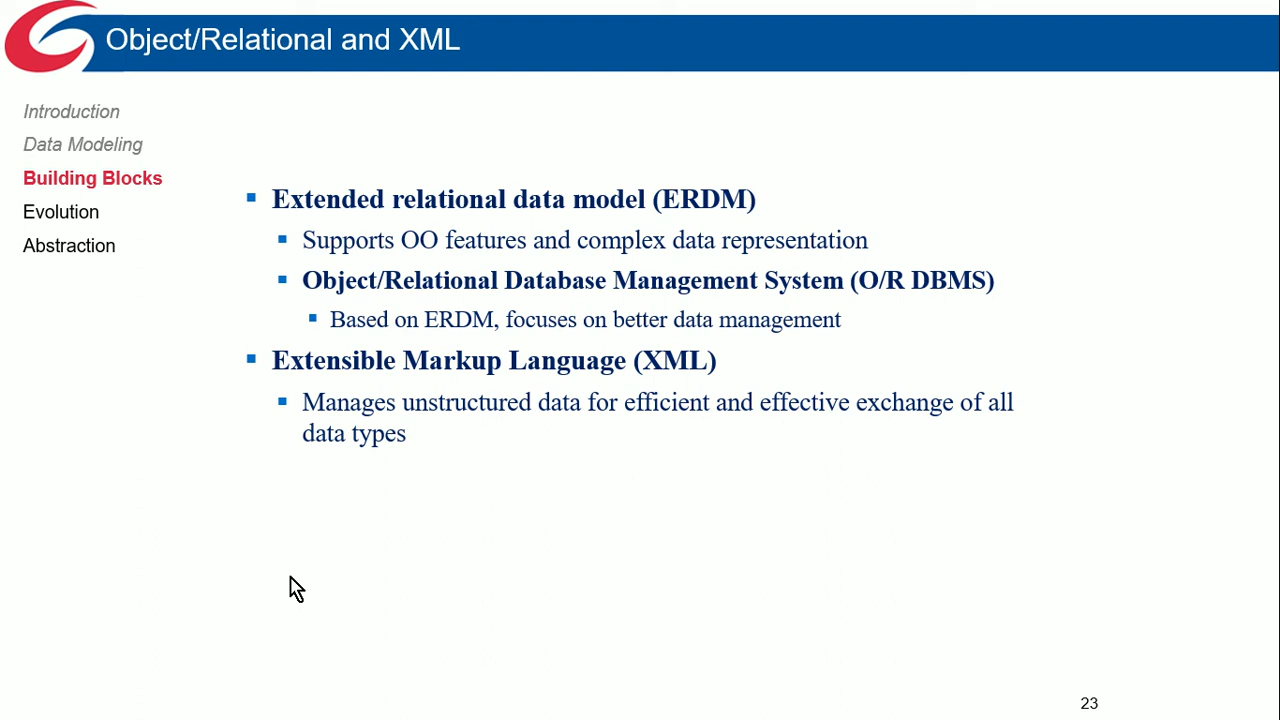 Object/Relational and XML
Introduction
Data Modeling
Building Blocks
Evolution
Abstraction
Extended relational data model (ERDM)
Supports OO features and complex data representation
Object/Relational Database Management System (O/R DBMS)
Based on ERDM, focuses on better data management
Extensible Markup Language (XML)
Manages unstructured data for efficient and effective exchange of all
data types
23